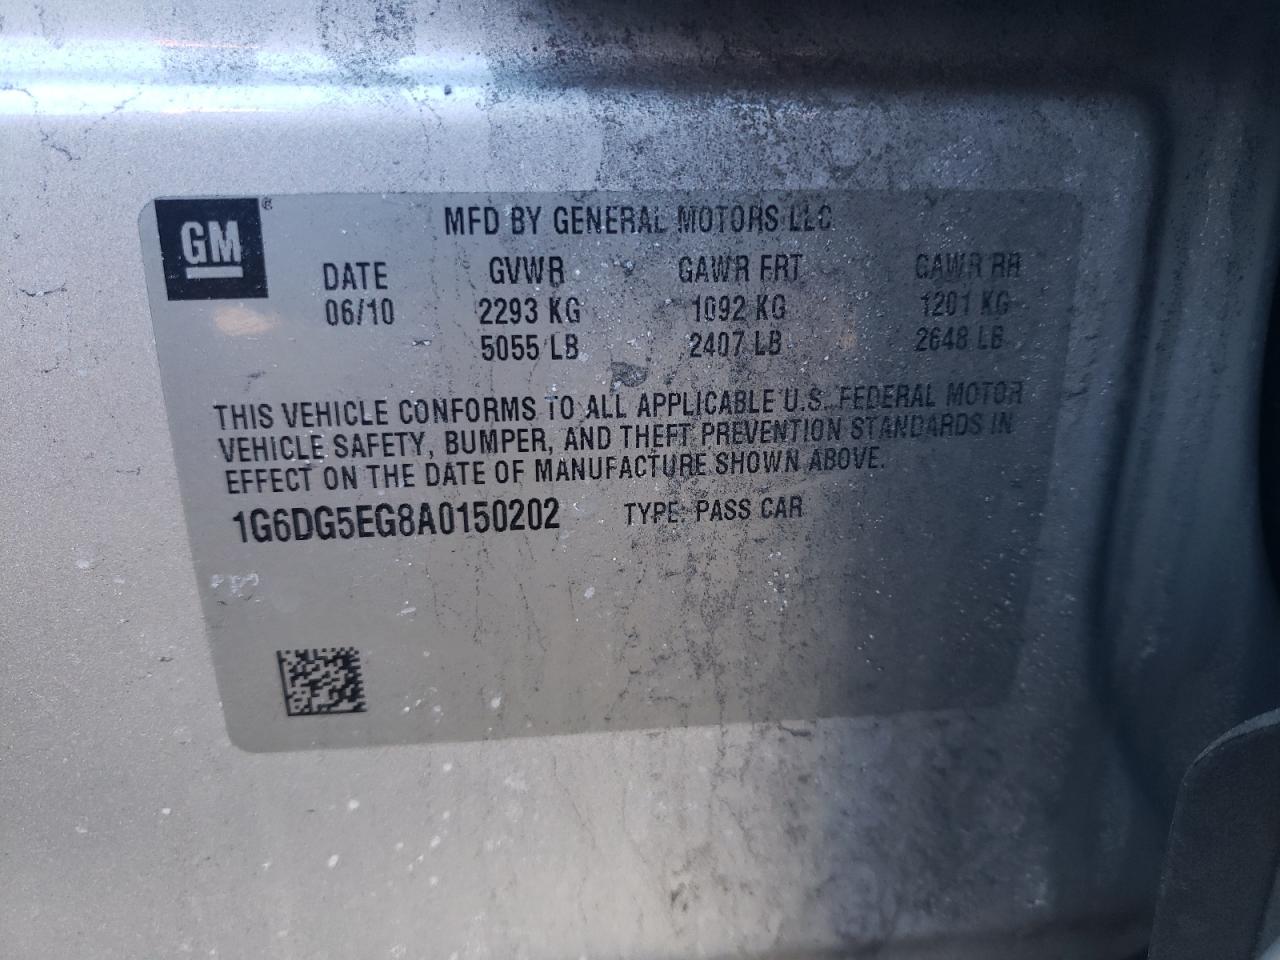 GM®
MFD BY GENERAL MOTORS LLC
DATE GVWR GAWR FRT GAWR RR
06/10 2293 KG 1092 KG 1201 KG
5055 LB 2407 LB 2648 LB
THIS VEHICLE CONFORMS TO ALL APPLICABLE U.S. FEDERAL MOTOR
VEHICLE SAFETY, BUMPER, AND THEFT PREVENTION STANDARDS IN
EFFECT ON THE DATE OF MANUFACTURE SHOWN ABOVE.
1G6DG5EG8A0150202 TYPE: PASS CAR